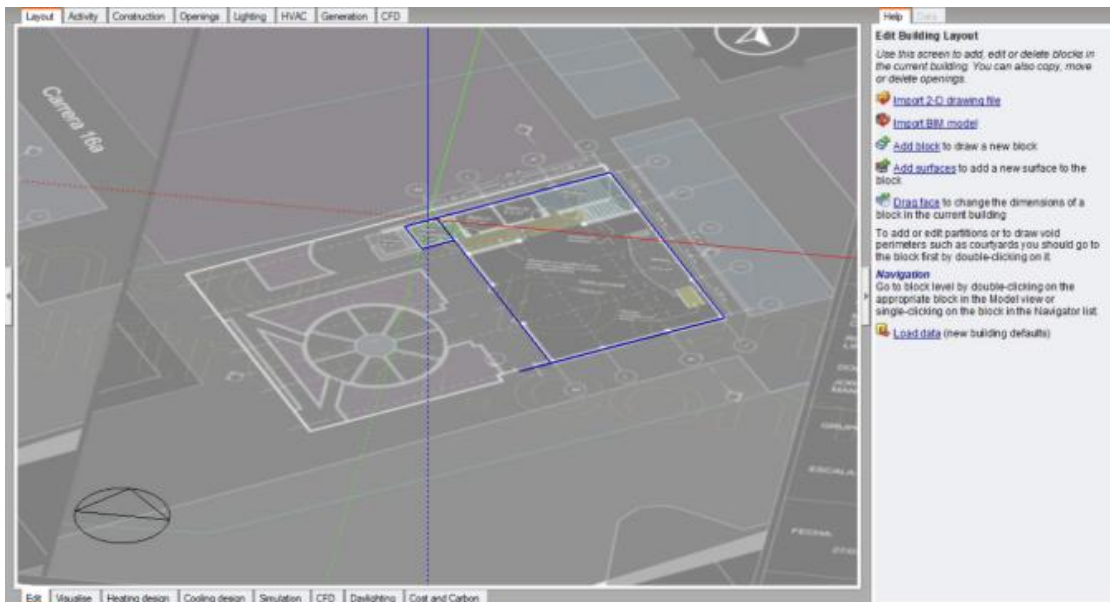 Layout Activity Construction Openings Lighting HVAC Generation CFD
Help Data
Edit Building Layout
Use this screen to add, edit or delete blocks in
the current building. You can also copy, move
or delete openings.
Import 2-D drawing file
Import BIM model
Add block to draw a new block
Add surfaces to add a new surface to the
block
Drag face to change the dimensions of a
block in the current building
To add or edit partitions or to draw void
perimeters such as courtyards you should go to
the block first by double-clicking on it
Navigation
Go to block level by double-clicking on the
appropriate block in the Model view or
single-clicking on the block in the Navigator list
Load data (new building defaults)
Carrera 16a
GRUPO
ESCALA
FECHA
Edit Visualise Heating design Cooling design Simulation CFD Daylighting Cost and Carbon